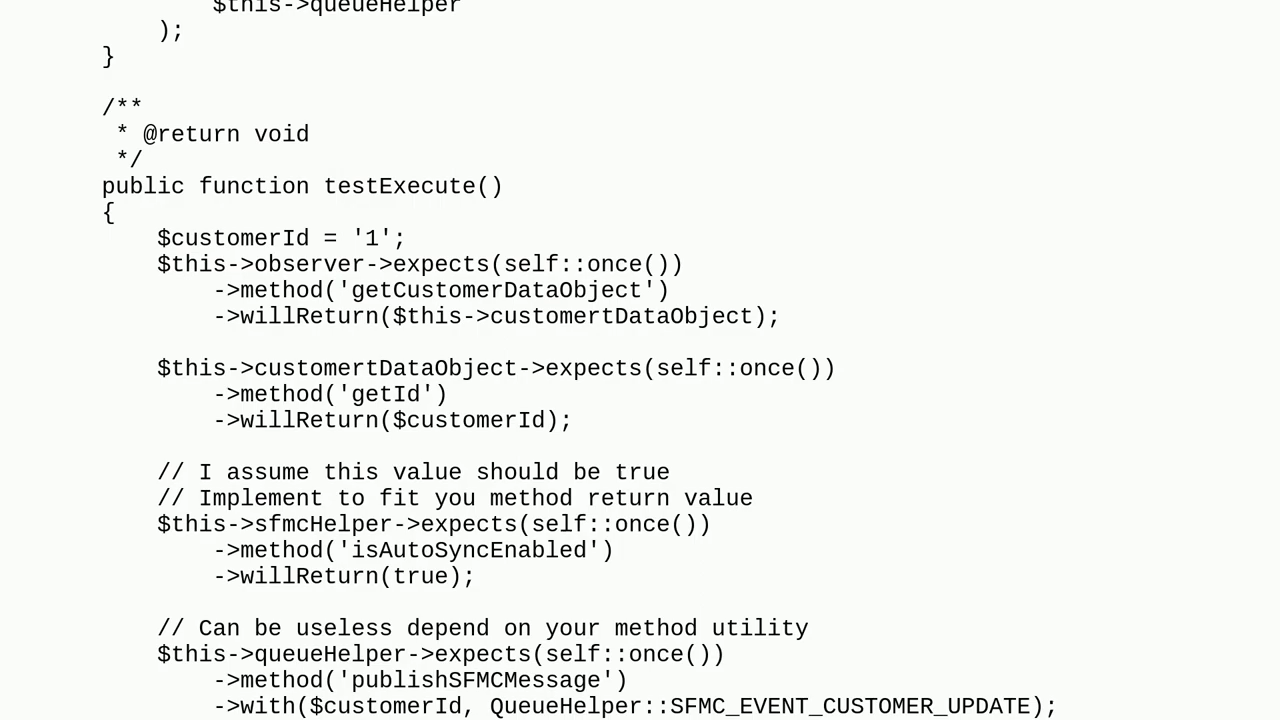 $this->queueHelper
);
}
/**
* @return void
*/
public function testExecute()
{
$customerId = '1';
$this->observer->expects(self::once())
->method('getCustomerDataObject')
->willReturn($this->customertDataObject);
$this->customertDataObject->expects(self::once())
->method('getId')
->willReturn($customerId);
// I assume this value should be true
// Implement to fit you method return value
$this->sfmcHelper->expects(self::once())
->method('isAutoSyncEnabled')
->willReturn(true);
// Can be useless depend on your method utility
$this->queueHelper->expects(self::once())
->method('publishSFMCMessage')
->with($customerId, QueueHelper::SFMC_EVENT_CUSTOMER_UPDATE);